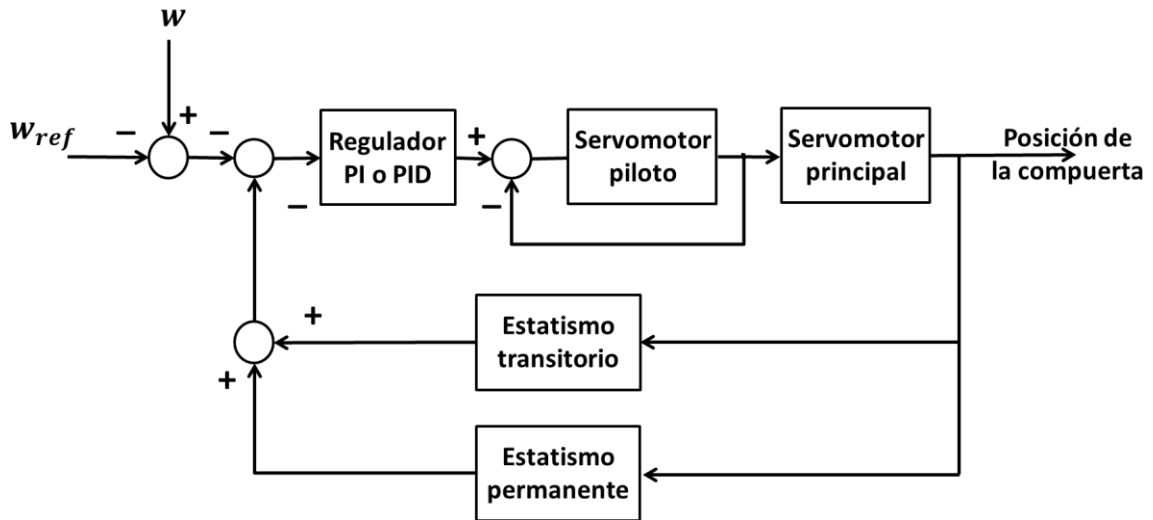 w
w_ref
+
−
−
−
Regulador
PI o PID
+
−
Servomotor
piloto
Servomotor
principal
Posición de
la compuerta
+
Estatismo
transitorio
+
Estatismo
permanente